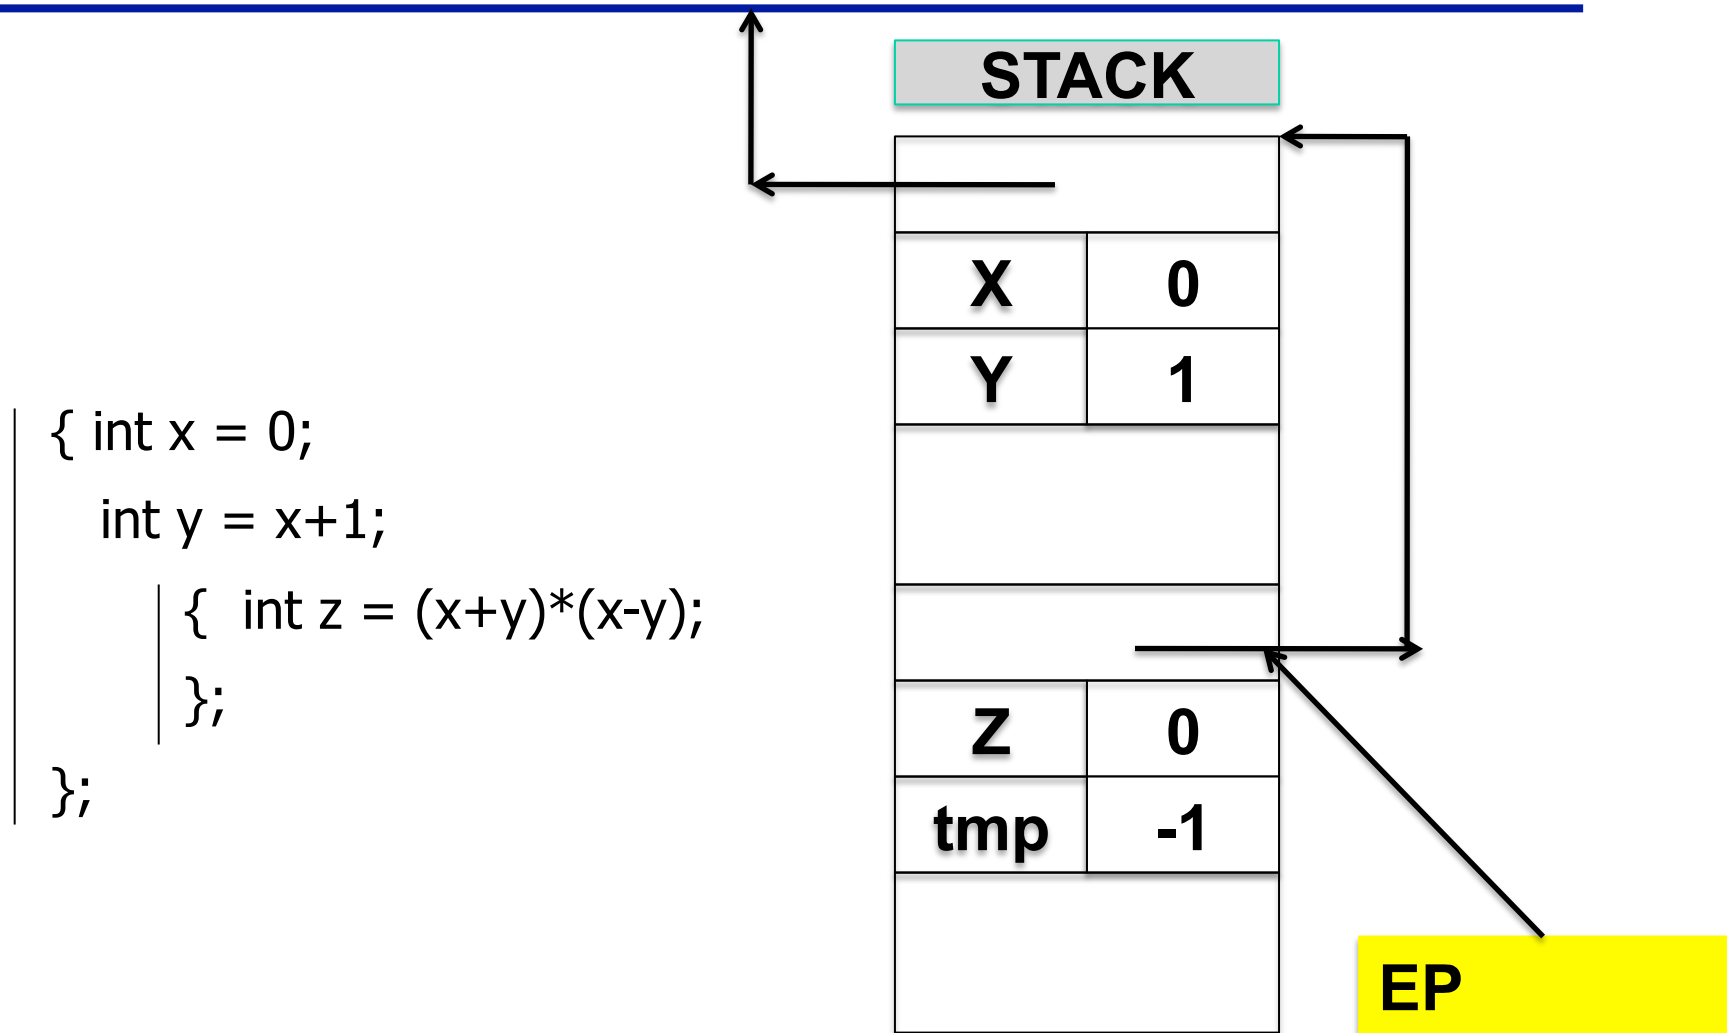 STACK
X 0
Y 1
{ int x = 0;
int y = x+1;
{ int z = (x+y)*(x-y);
};
};
Z 0
tmp -1
EP